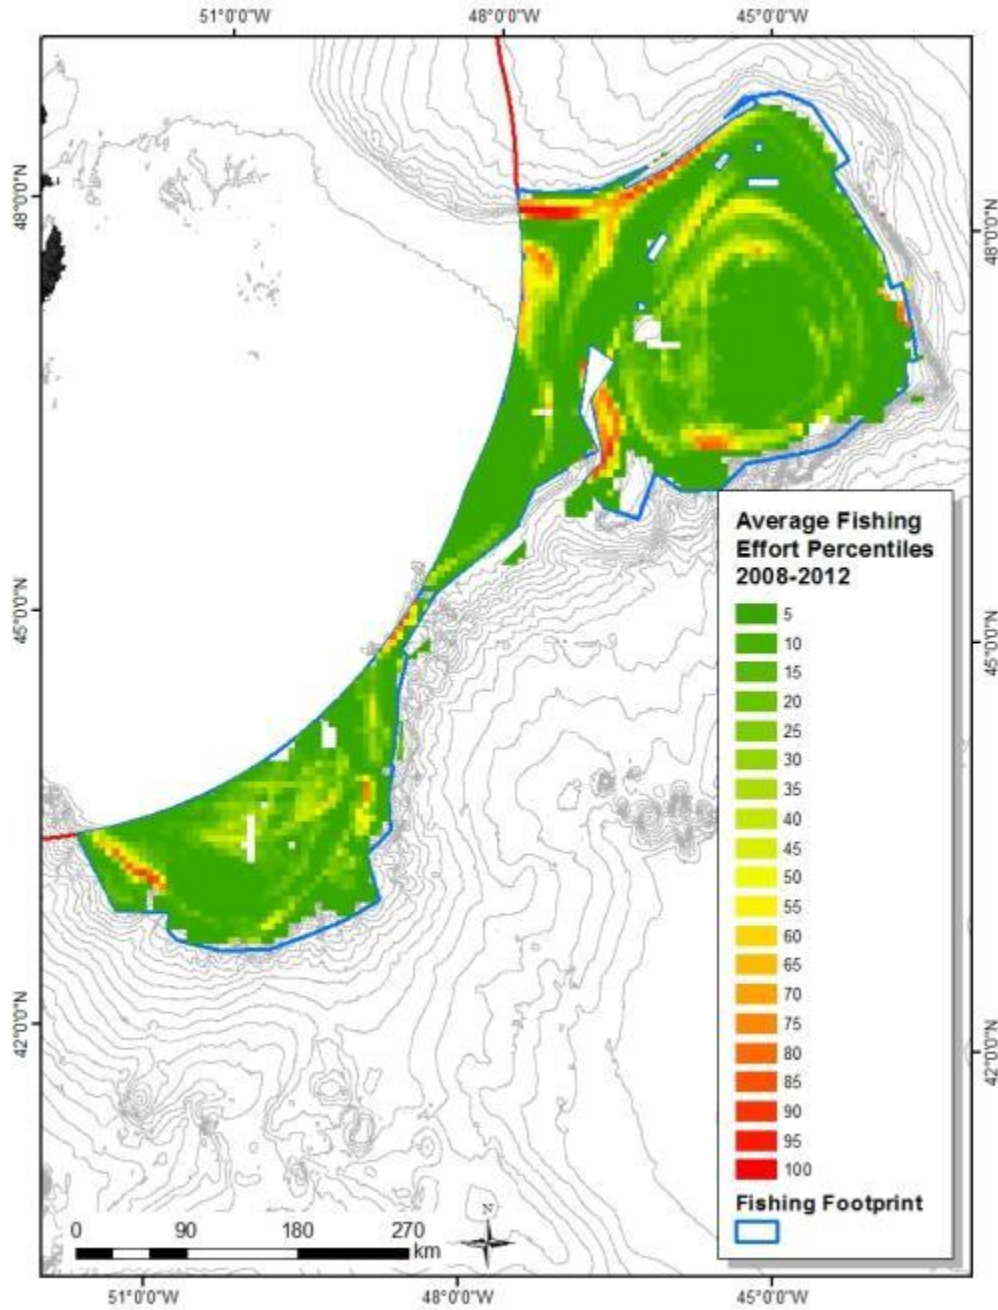 51°0'0"W 48°0'0"W 45°0'0"W
48°0'0"N
48°0'0"N
45°0'0"N
45°0'0"N
42°0'0"N
42°0'0"N
Average Fishing
Effort Percentiles
2008-2012
5
10
15
20
25
30
35
40
45
50
55
60
65
70
75
80
85
90
95
100
Fishing Footprint
N
0 90 180 270
km
51°0'0"W 48°0'0"W 45°0'0"W